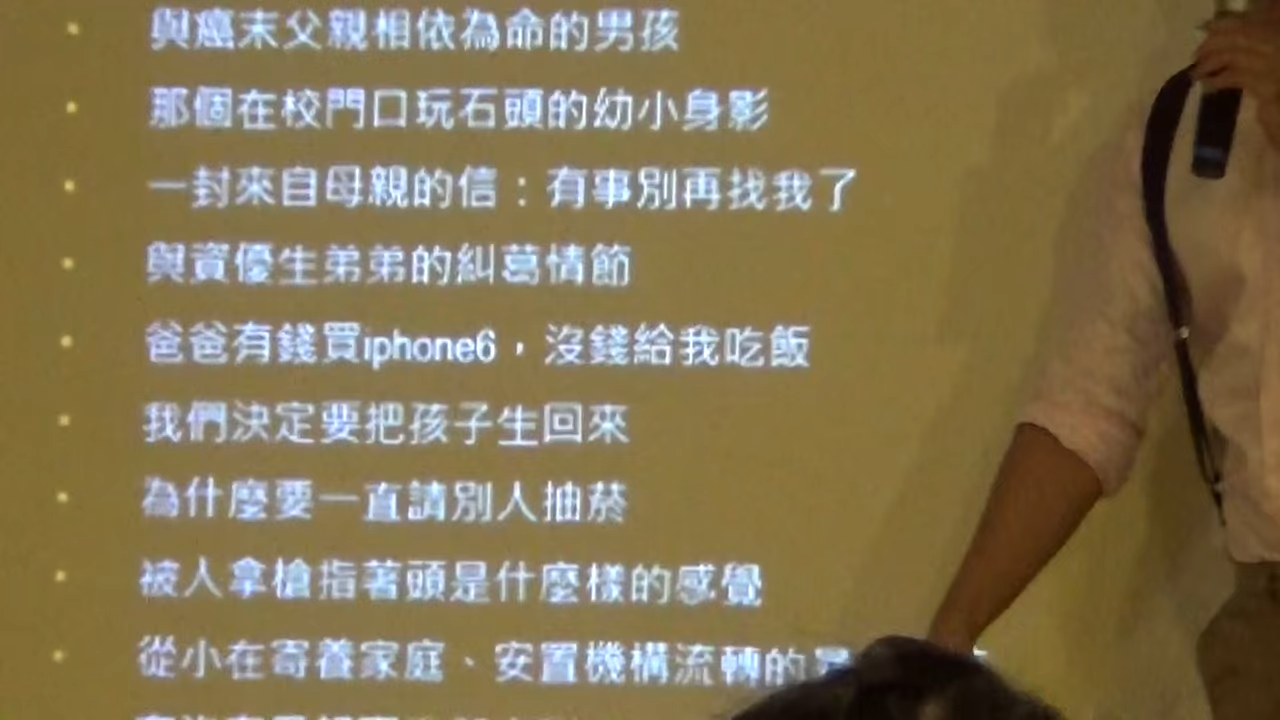 與癌末父親相依為命的男孩
那個在校門口玩石頭的幼小身影
一封來自母親的信：有事別再找我了
與資優生弟弟的糾葛情節
爸爸有錢買iphone6，沒錢給我吃飯
我們決定要把孩子生回來
為什麼要一直請別人抽菸
被人拿槍指著頭是什麼樣的感覺
從小在寄養家庭、安置機構流轉的